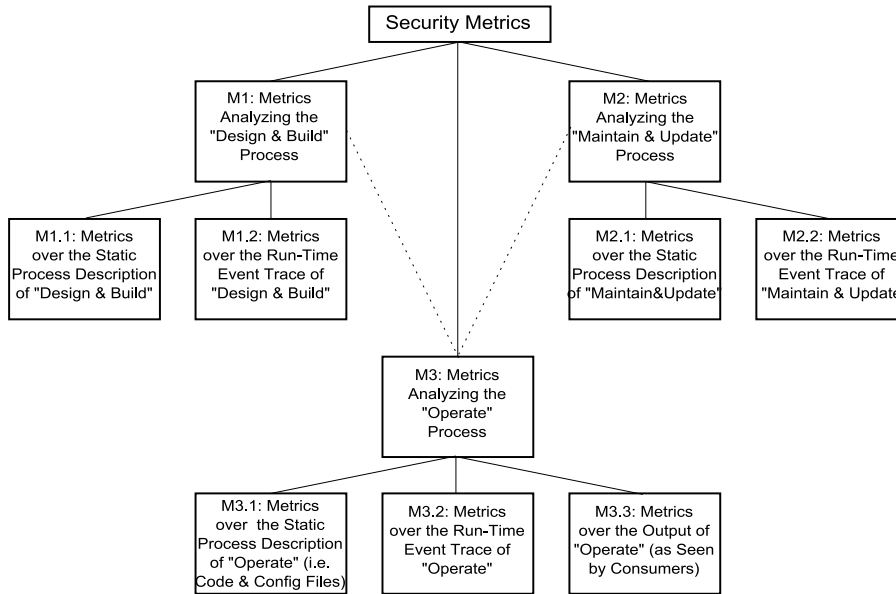 Security Metrics
M1: Metrics
Analyzing the
"Design & Build"
Process
M2: Metrics
Analyzing the
"Maintain & Update"
Process
M1.1: Metrics
over the Static
Process Description
of "Design & Build"
M1.2: Metrics
over the Run-Time
Event Trace of
"Design & Build"
M2.1: Metrics
over the Static
Process Description
of "Maintain&Update"
M2.2: Metrics
over the Run-Time
Event Trace of
"Maintain & Update
M3: Metrics
Analyzing the
"Operate"
Process
M3.1: Metrics
over the Static
Process Description
of "Operate" (i.e.
Code & Config Files)
M3.2: Metrics
over the Run-Time
Event Trace of
"Operate"
M3.3: Metrics
over the Output of
"Operate" (as Seen
by Consumers)